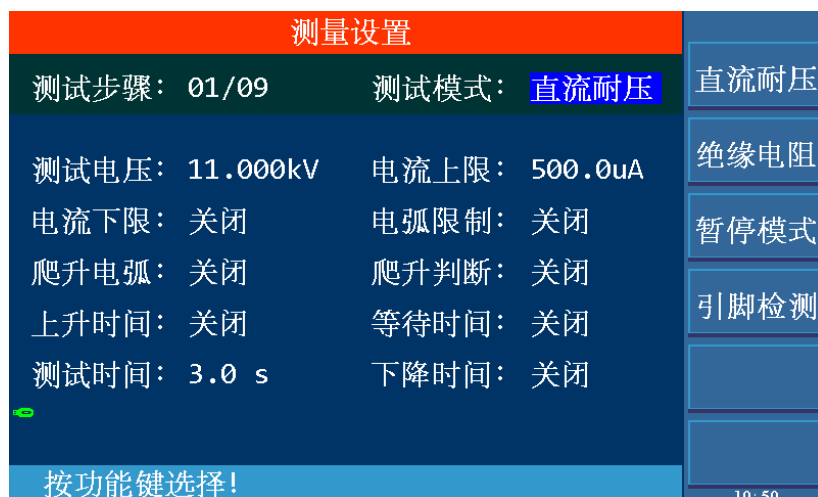 测量设置
测试步骤: 01/09 测试模式: 直流耐压
测试电压: 11.000kV 电流上限: 500.0uA
电流下限: 关闭 电弧限制: 关闭
爬升电弧: 关闭 爬升判断: 关闭
上升时间: 关闭 等待时间: 关闭
测试时间: 3.0 s 下降时间: 关闭
按功能键选择!
直流耐压
绝缘电阻
暂停模式
引脚检测
10:50